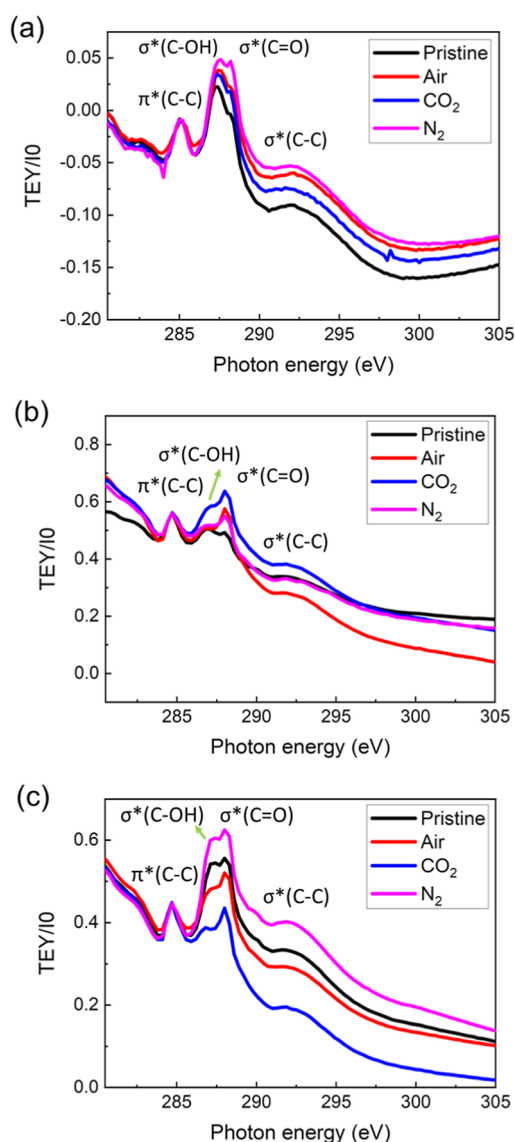 (a)
σ*(C-OH) σ*(C=O)
π*(C-C)
σ*(C-C)
Pristine
Air
CO₂
N₂
0.05
0.00
-0.05
-0.10
-0.15
-0.20
TEY/I0
285 290 295 300 305
Photon energy (eV)
(b)
σ*(C-OH)
π*(C-C)
σ*(C=O)
σ*(C-C)
Pristine
Air
CO₂
N₂
0.8
0.6
0.4
0.2
0.0
TEY/I0
285 290 295 300 305
Photon energy (eV)
(c)
σ*(C-OH) σ*(C=O)
π*(C-C)
σ*(C-C)
Pristine
Air
CO₂
N₂
0.6
0.4
0.2
0.0
TEY/I0
285 290 295 300 305
Photon energy (eV)